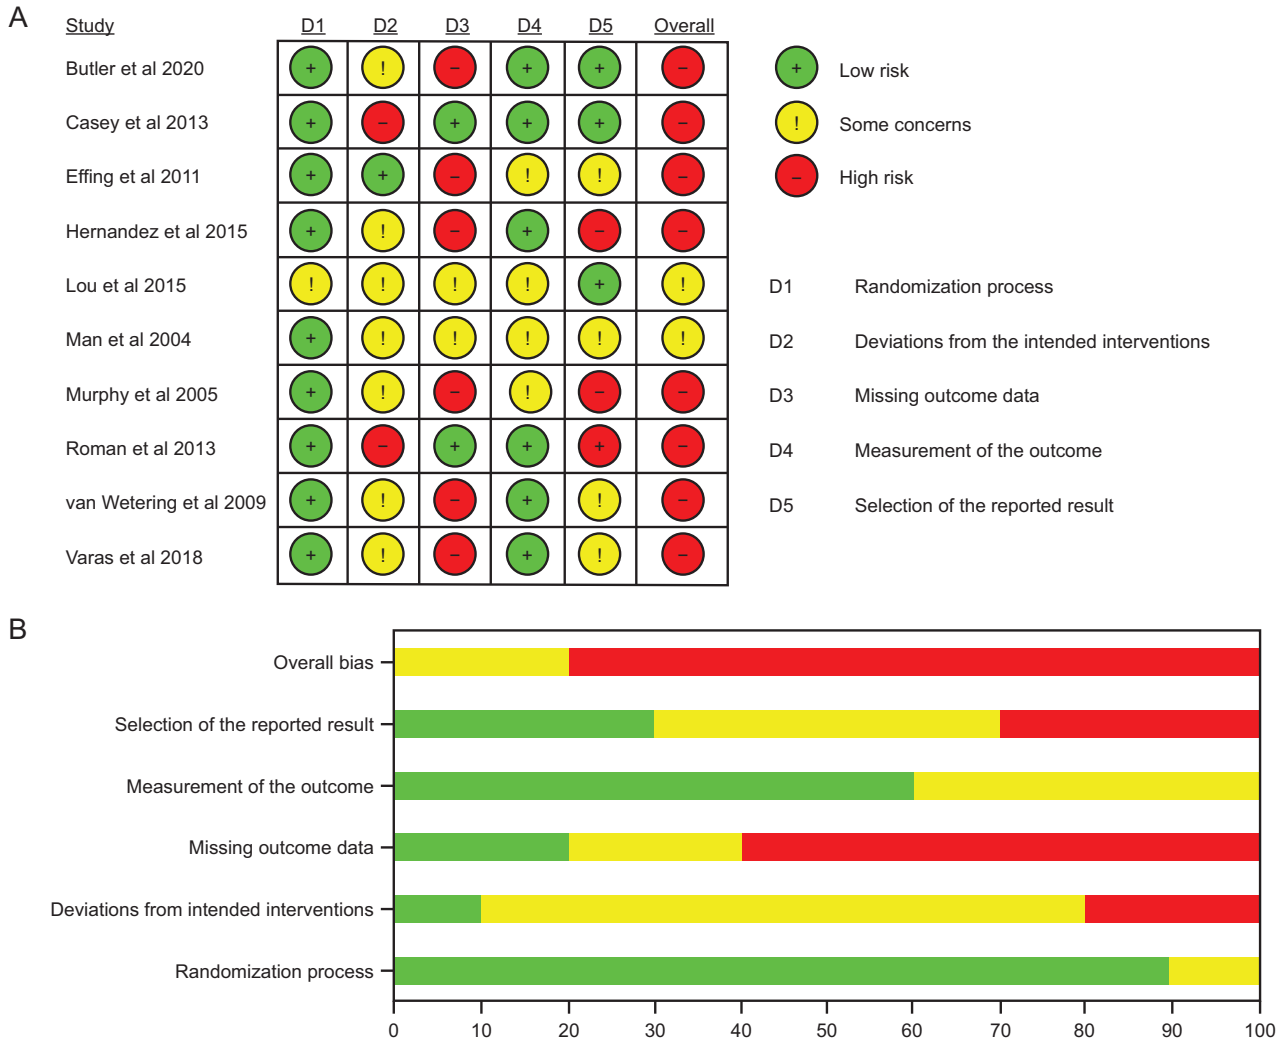 A
Study D1 D2 D3 D4 D5 Overall
Butler et al 2020 + ! – + + –
Casey et al 2013 + – + + + –
Effing et al 2011 + + – ! ! –
Hernandez et al 2015 + ! – + – –
Lou et al 2015 ! ! ! ! + !
Man et al 2004 + ! ! ! ! !
Murphy et al 2005 + ! – ! – –
Roman et al 2013 + – + + + –
van Wetering et al 2009 + ! – + ! –
Varas et al 2018 + ! – + ! –
+ Low risk
! Some concerns
– High risk
D1 Randomization process
D2 Deviations from the intended interventions
D3 Missing outcome data
D4 Measurement of the outcome
D5 Selection of the reported result
B
Overall bias
Selection of the reported result
Measurement of the outcome
Missing outcome data
Deviations from intended interventions
Randomization process
0 10 20 30 40 50 60 70 80 90 100